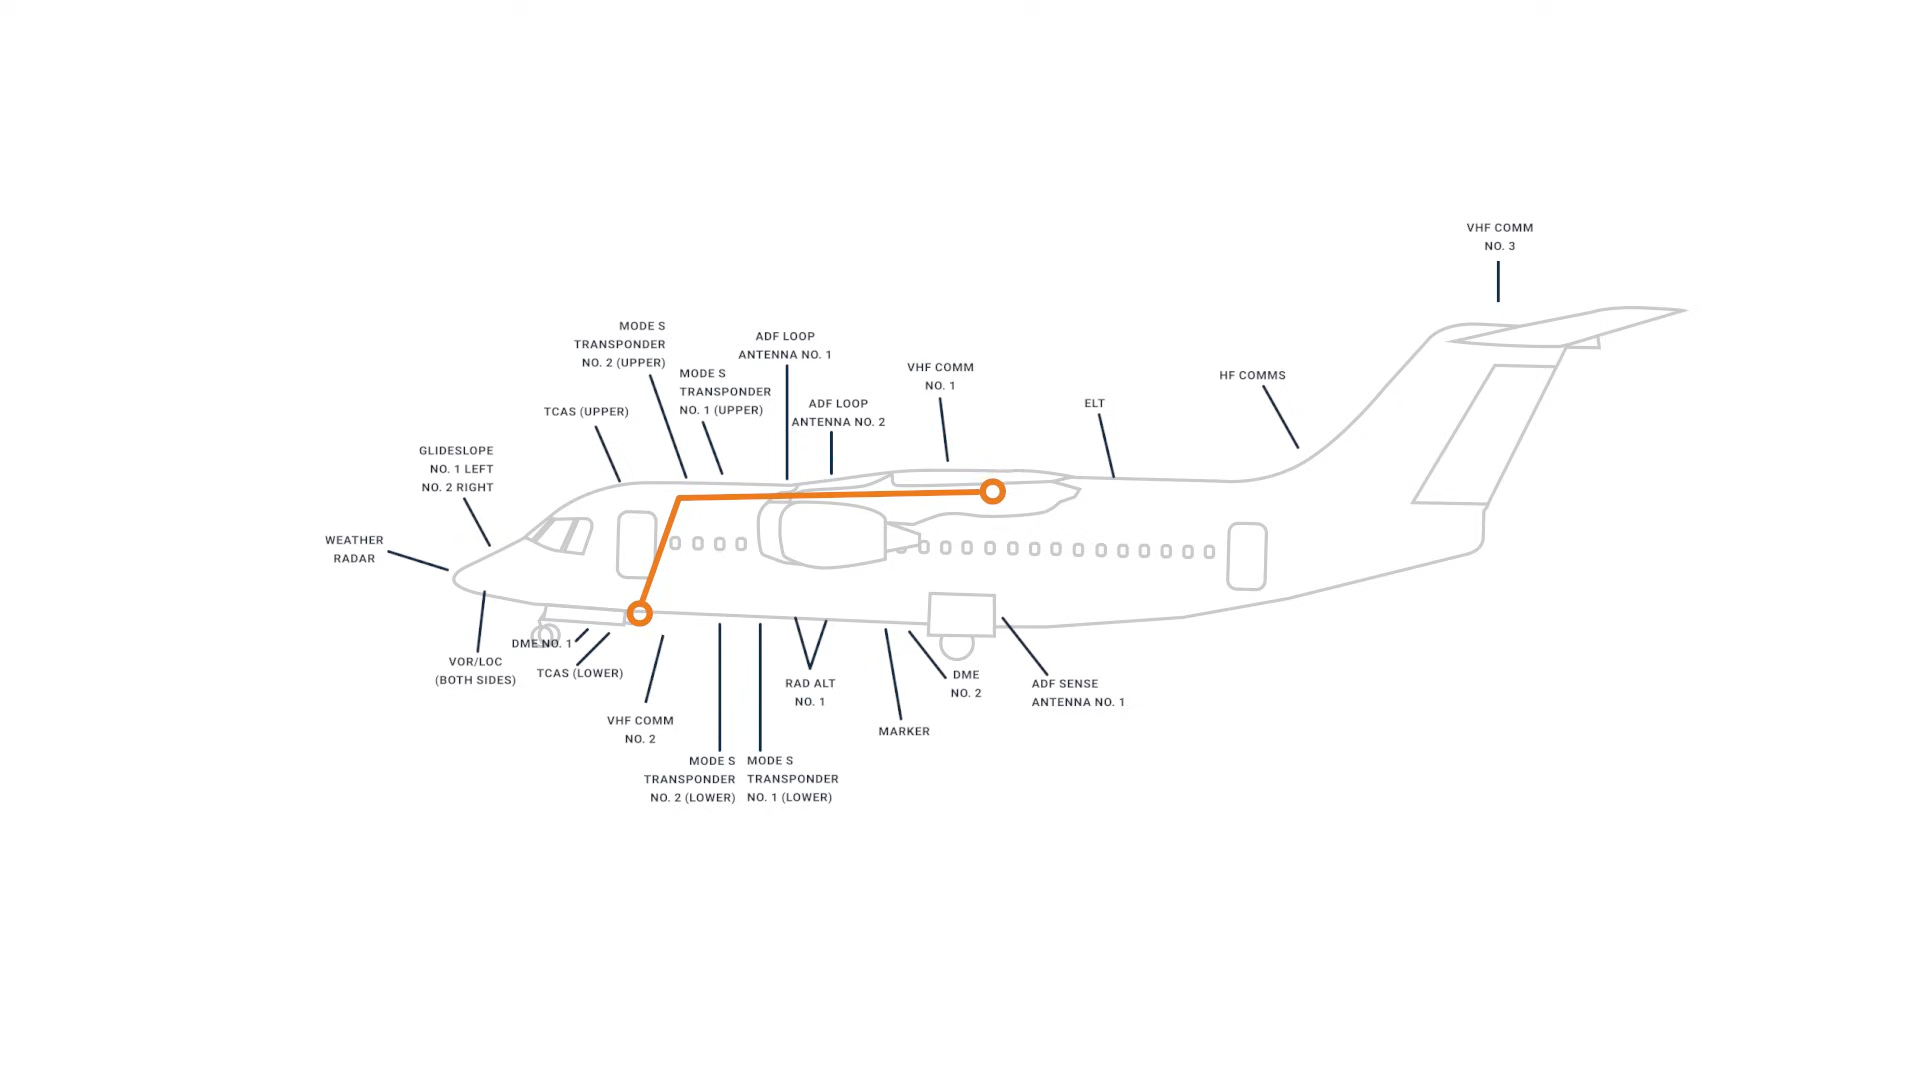 VHF COMM
NO. 3
MODE S
TRANSPONDER
NO. 2 (UPPER)
ADF LOOP
ANTENNA NO. 1
MODE S
TRANSPONDER
NO. 1 (UPPER)
VHF COMM
NO. 1
HF COMMS
TCAS (UPPER)
ADF LOOP
ANTENNA NO. 2
ELT
GLIDESLOPE
NO. 1 LEFT
NO. 2 RIGHT
WEATHER
RADAR
DME NO. 1
VOR/LOC
(BOTH SIDES)
TCAS (LOWER)
RAD ALT
NO. 1
DME
NO. 2
ADF SENSE
ANTENNA NO. 1
VHF COMM
NO. 2
MARKER
MODE S
TRANSPONDER
NO. 2 (LOWER)
MODE S
TRANSPONDER
NO. 1 (LOWER)